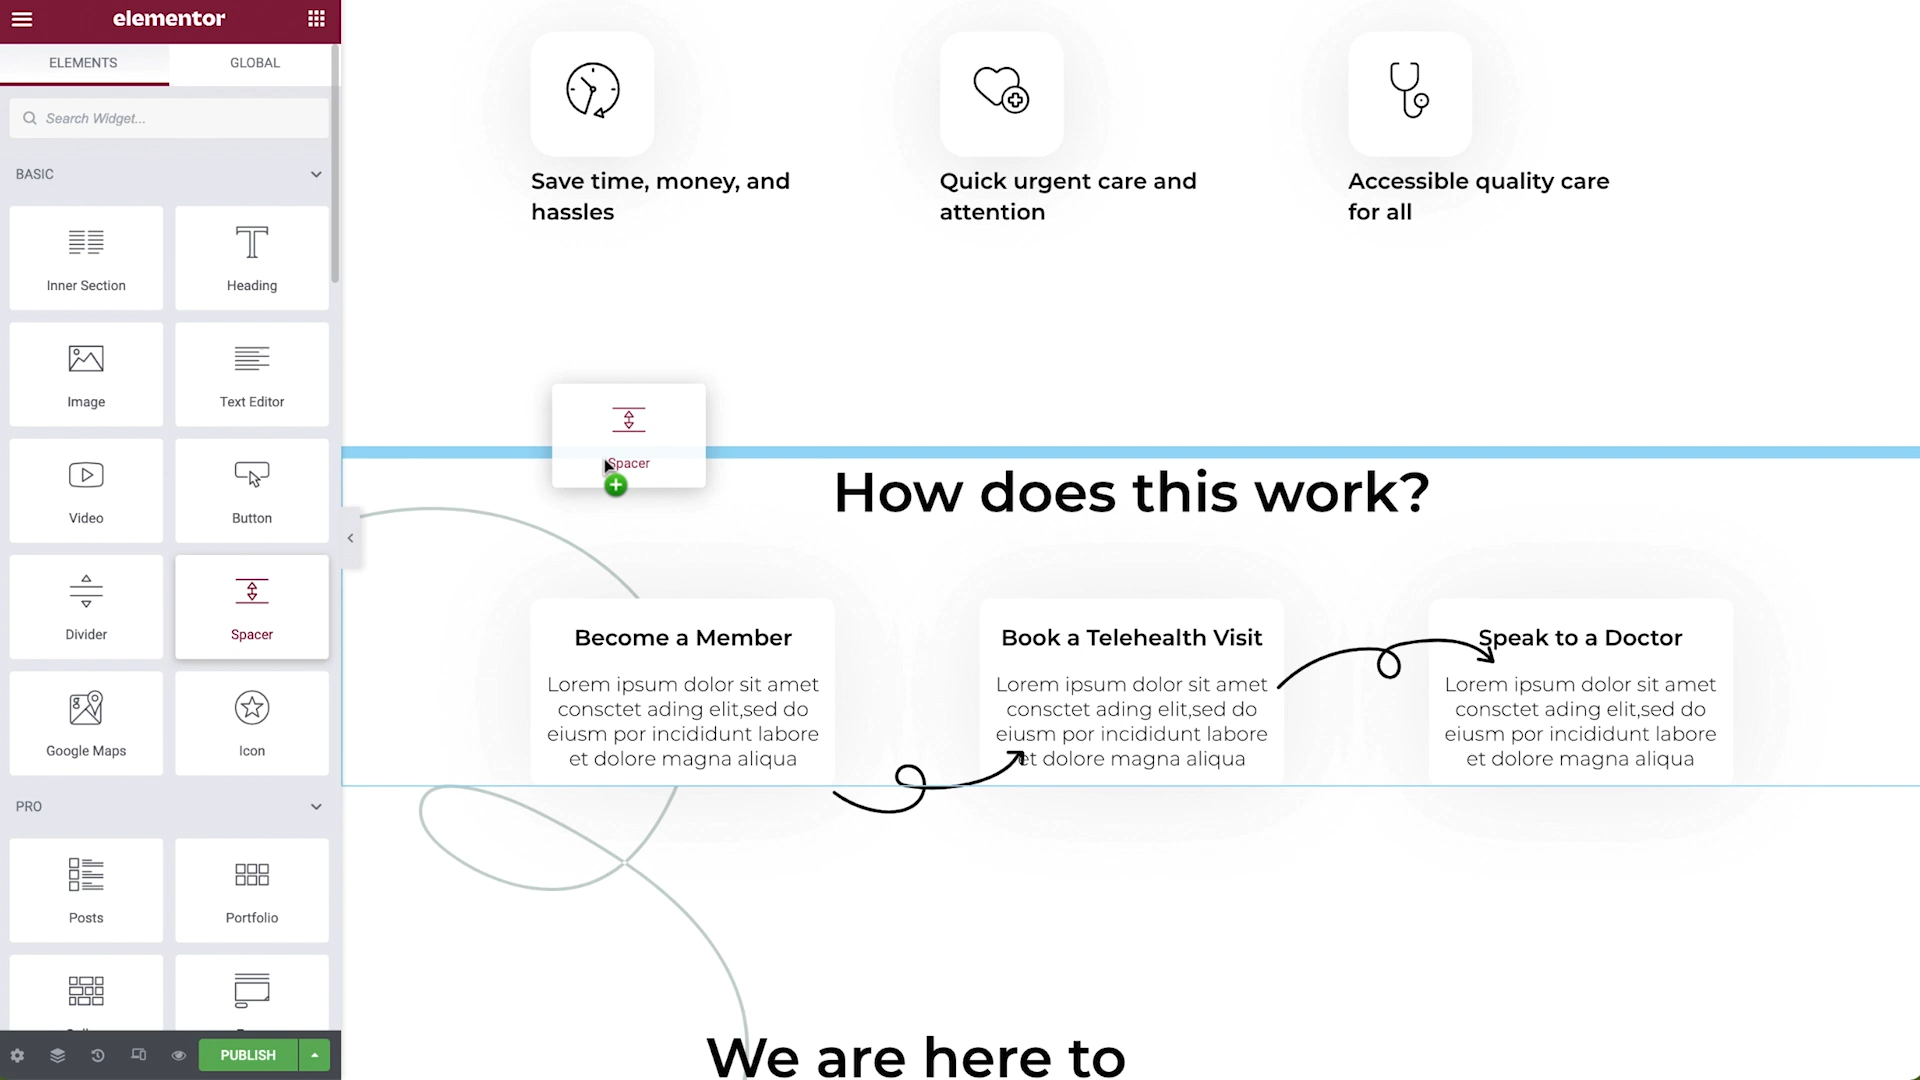 elementor
ELEMENTS
GLOBAL
Search Widget...
BASIC
Inner Section
Heading
Image
Text Editor
Video
Button
Divider
Spacer
Google Maps
Icon
PRO
Posts
Portfolio
PUBLISH
Save time, money, and
hassles
Quick urgent care and
attention
Accessible quality care
for all
Spacer
How does this work?
Become a Member
Lorem ipsum dolor sit amet
consctet ading elit,sed do
eiusm por incididunt labore
et dolore magna aliqua
Book a Telehealth Visit
Lorem ipsum dolor sit amet
consctet ading elit,sed do
eiusm por incididunt labore
et dolore magna aliqua
Speak to a Doctor
Lorem ipsum dolor sit amet
consctet ading elit,sed do
eiusm por incididunt labore
et dolore magna aliqua
We are here to